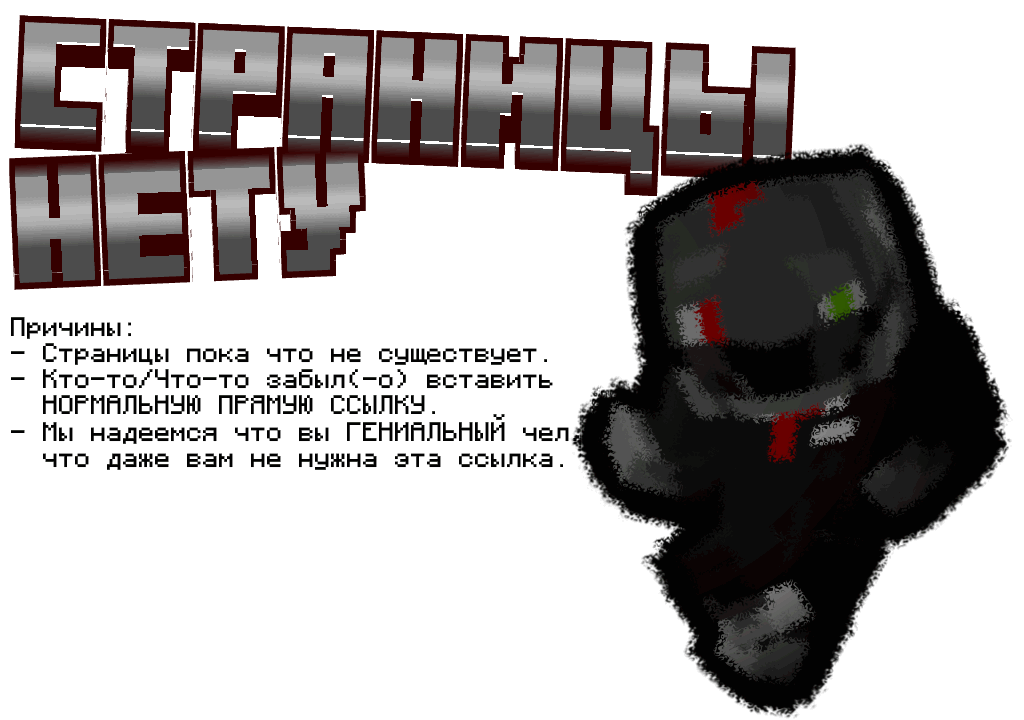 СТРАНИЦЫ
НЕТУ
Причины:
- Страницы пока что не существует.
- Кто-то/Что-то забыл(-о) вставить
НОРМАЛЬНУЮ ПРЯМУЮ ССЫЛКУ.
- Мы надеемся что вы ГЕНИАЛЬНЫЙ чел,
что даже вам не нужна эта ссылка.